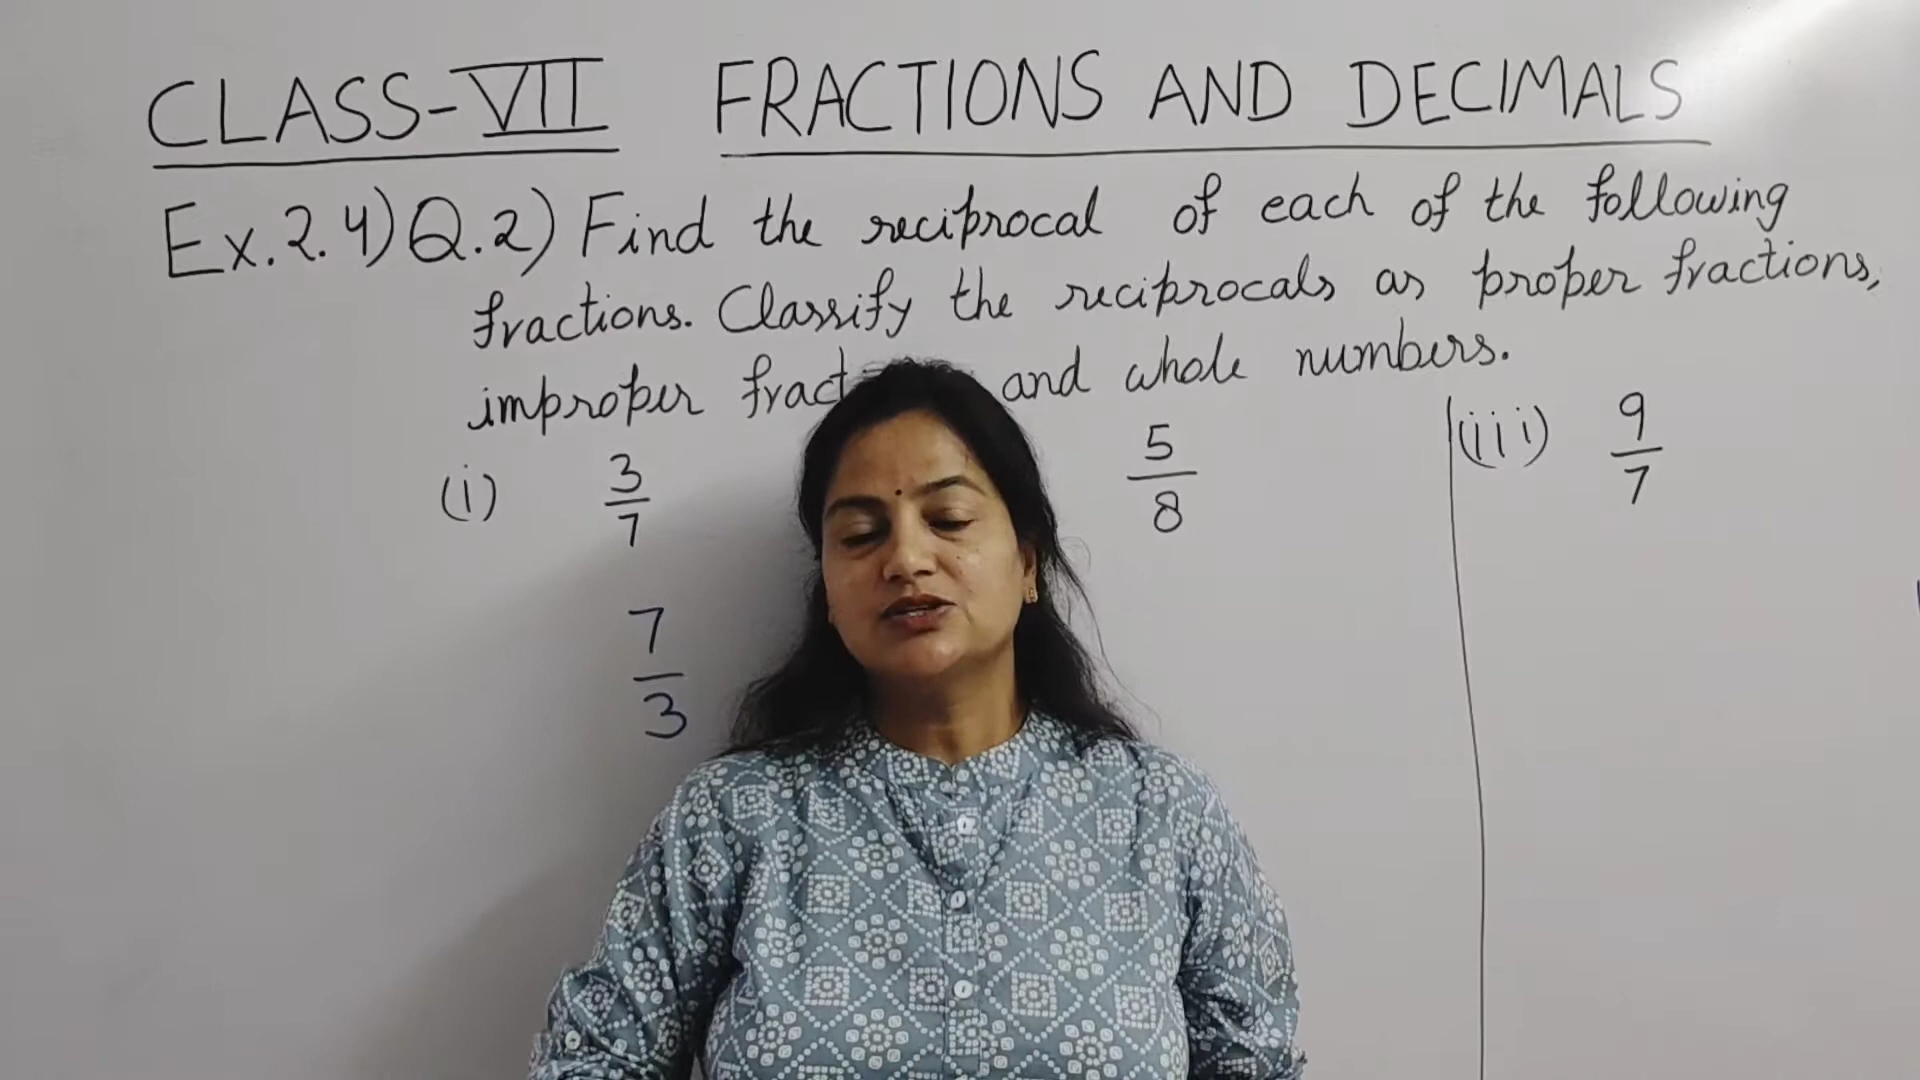 CLASS-VII FRACTIONS AND DECIMALS
Ex.2.4) Q.2) Find the reciprocal of each of the following
fractions. Classify the reciprocals as proper fractions,
improper fract and whole numbers.
(i) 3/7 5/8 (iii) 9/7
7/3